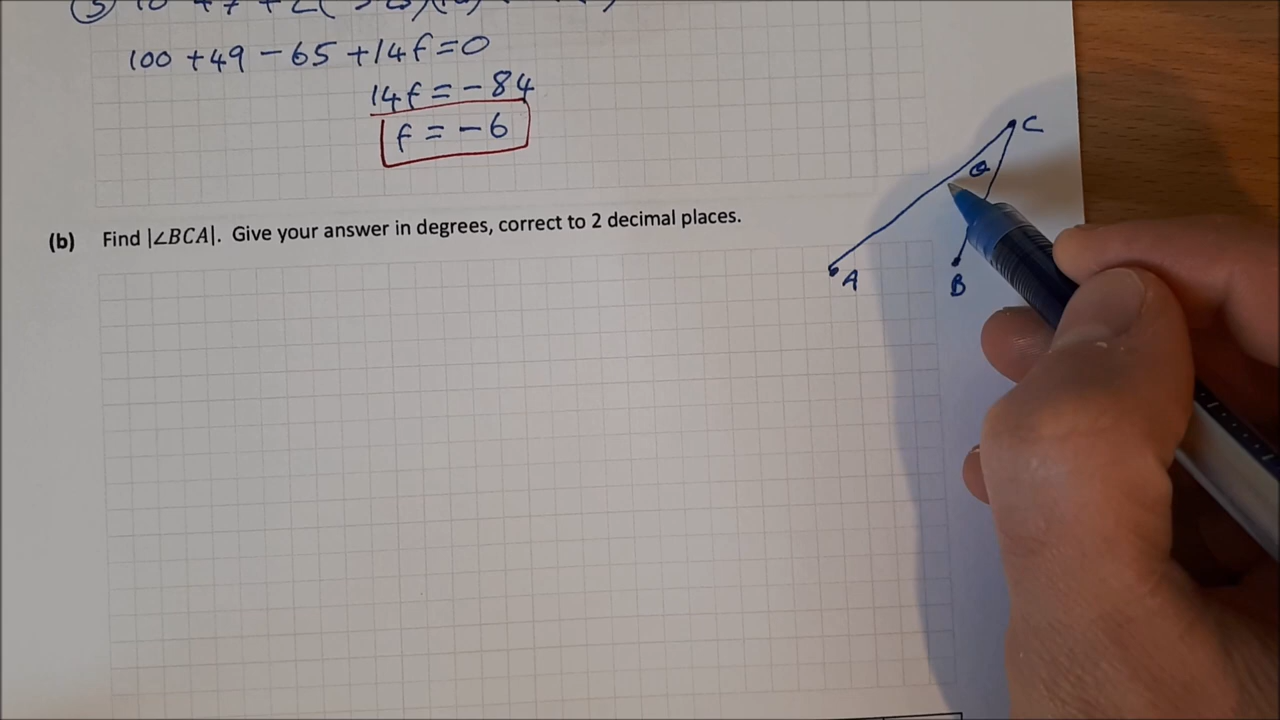 100 + 49 - 65 + 14f = 0
14f = -84
f = -6
C
θ
(b) Find |∠BCA|. Give your answer in degrees, correct to 2 decimal places.
A
B